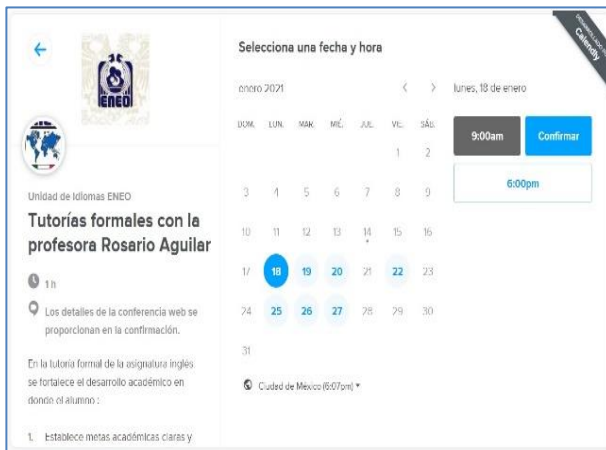 ENEO
Unidad de Idiomas ENEO
Tutorías formales con la
profesora Rosario Aguilar
1 h
Los detalles de la conferencia web se
proporcionan en la confirmación.
En la tutoría formal de la asignatura inglés
se fortalece el desarrollo académico en
donde el alumno :
1. Establece metas académicas claras y
Selecciona una fecha y hora
enero 2021
DOM. LUN. MAR. MIÉ. JUE. VIE. SÁB.
1 2
3 4 5 6 7 8 9
10 11 12 13 14 15 16
17 18 19 20 21 22 23
24 25 26 27 28 29 30
31
Ciudad de México (6:07pm)
lunes, 18 de enero
9:00am Confirmar
6:00pm
Calendly